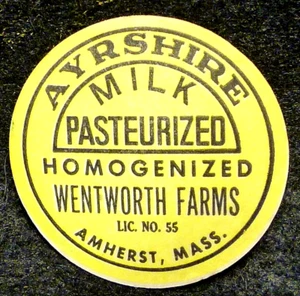 AYRSHIRE
MILK
PASTEURIZED
HOMOGENIZED
WENTWORTH FARMS
LIC. NO. 55
AMHERST, MASS.